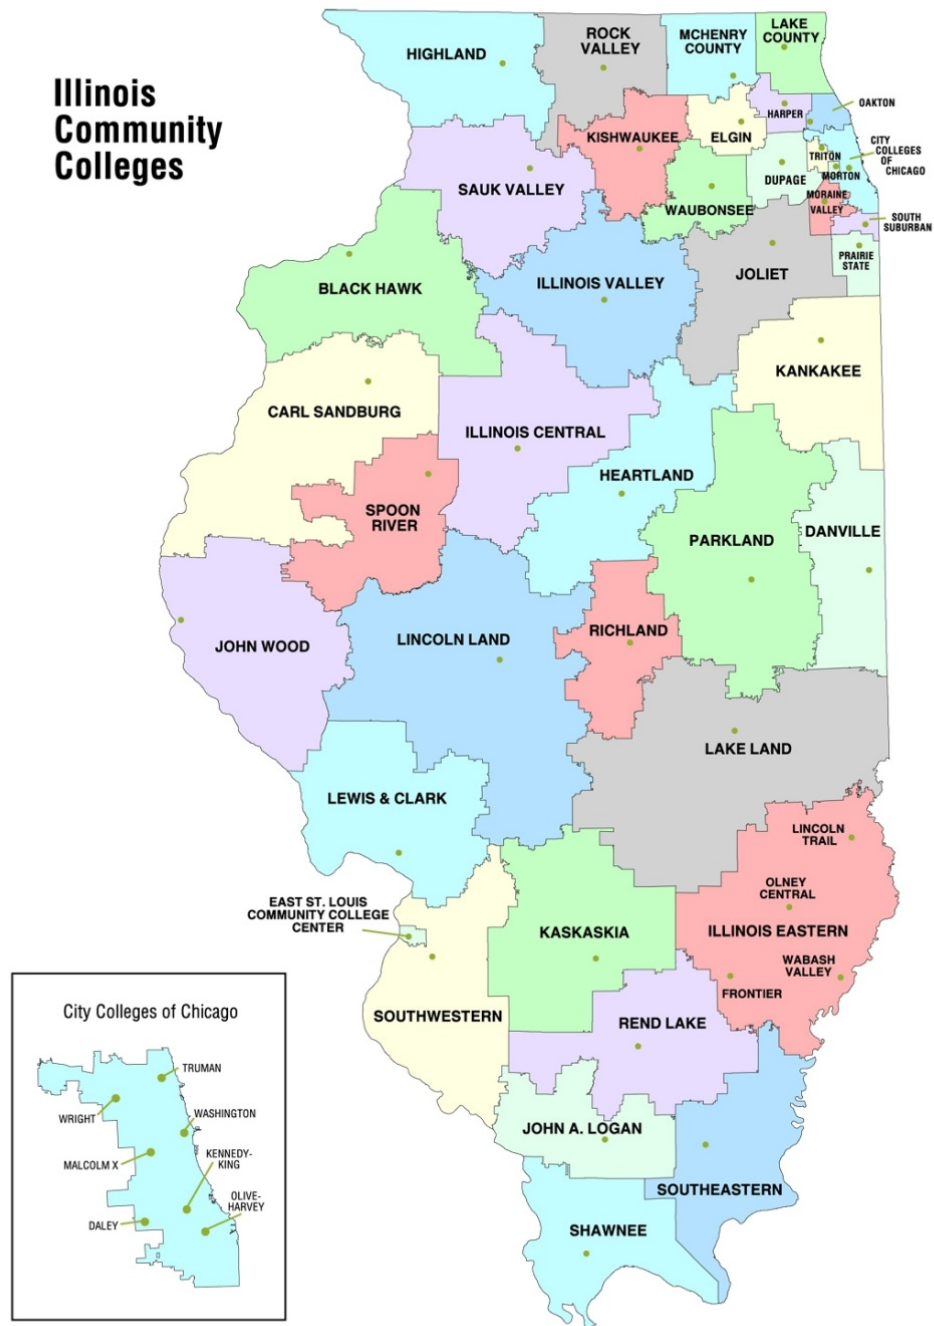 Illinois
Community
Colleges
HIGHLAND
ROCK
VALLEY
MCHENRY
COUNTY
LAKE
COUNTY
HARPER
OAKTON
KISHWAUKEE
ELGIN
CITY
COLLEGES
OF
CHICAGO
TRITON
MORTON
DUPAGE
SAUK VALLEY
WAUBONSEE
MORAINE
VALLEY
SOUTH
SUBURBAN
PRAIRIE
STATE
BLACK HAWK
ILLINOIS VALLEY
JOLIET
KANKAKEE
CARL SANDBURG
ILLINOIS CENTRAL
HEARTLAND
SPOON
RIVER
PARKLAND
DANVILLE
JOHN WOOD
LINCOLN LAND
RICHLAND
LAKE LAND
LEWIS & CLARK
LINCOLN
TRAIL
OLNEY
CENTRAL
EAST ST. LOUIS
COMMUNITY COLLEGE
CENTER
KASKASKIA
ILLINOIS EASTERN
WABASH
VALLEY
FRONTIER
SOUTHWESTERN
REND LAKE
JOHN A. LOGAN
SOUTHEASTERN
SHAWNEE
City Colleges of Chicago
TRUMAN
WRIGHT
WASHINGTON
MALCOLM X
KENNEDY-
KING
OLIVE-
HARVEY
DALEY